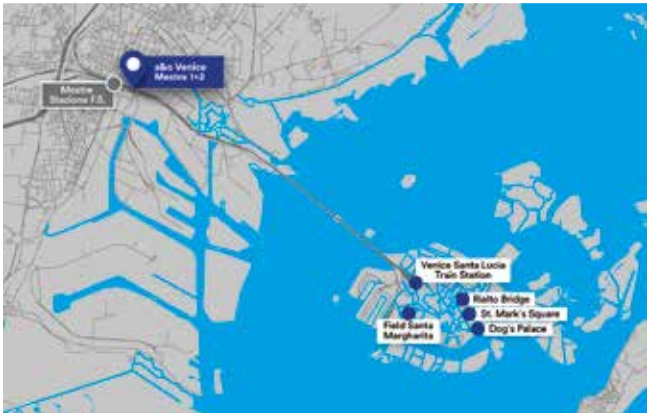 a&o Venice
Mestre 1+2
Mestre
Stazione F.S.
Venice Santa Lucia
Train Station
Rialto Bridge
St. Mark's Square
Dog's Palace
Field Santa
Margharita